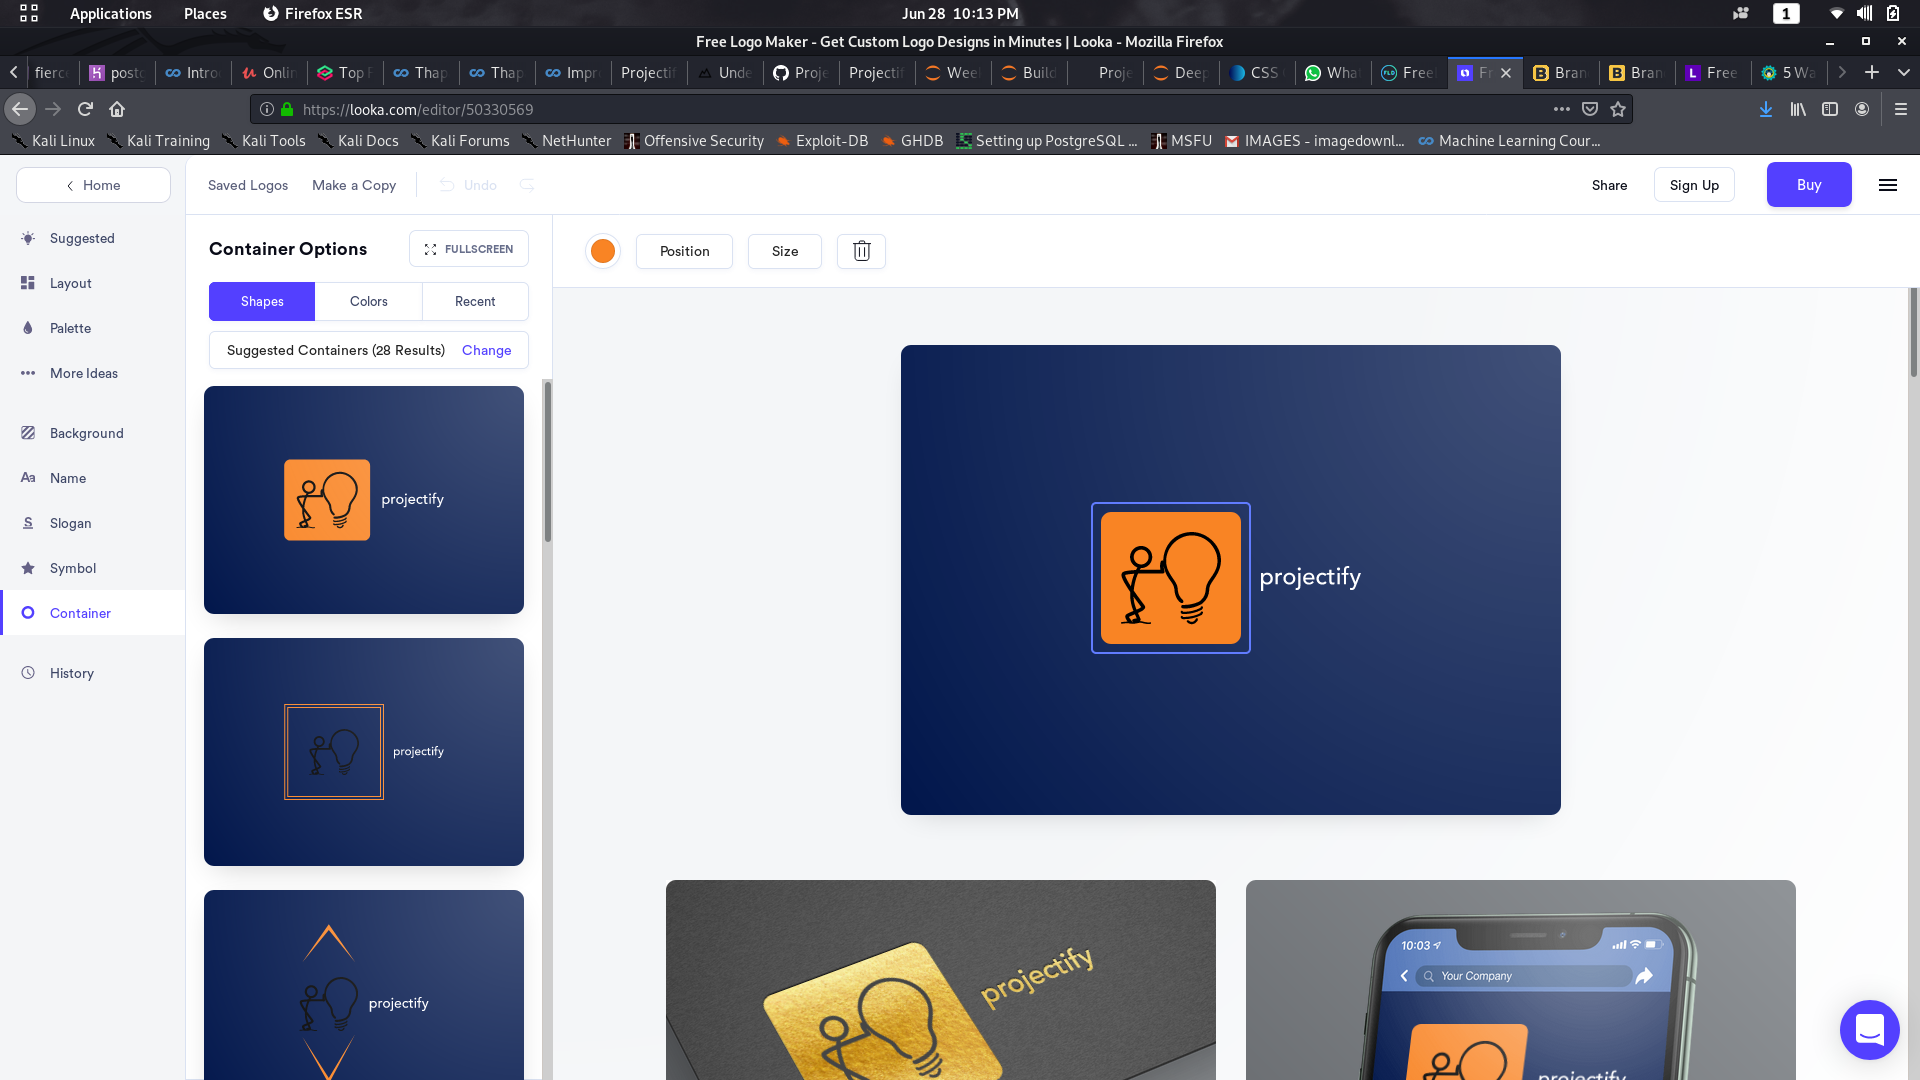 Applications Places Firefox ESR Jun 28 10:13 PM 1
Free Logo Maker - Get Custom Logo Designs in Minutes | Looka - Mozilla Firefox
fierc postg Intro Onlin Top F Thap Thap Impro Projectif Unde Proje Projectif Weel Build Proje Deep CSS What Free Fr Bran Bran Free 5 Wa
https://looka.com/editor/50330569
Kali Linux Kali Training Kali Tools Kali Docs Kali Forums NetHunter Offensive Security Exploit-DB GHDB Setting up PostgreSQL ... MSFU IMAGES - imagedownl... Machine Learning Cour...
Home Saved Logos Make a Copy Undo Share Sign Up Buy
Suggested
Layout
Palette
More Ideas
Background
Name
Slogan
Symbol
Container
History
Container Options FULLSCREEN
Shapes Colors Recent
Suggested Containers (28 Results) Change
projectify
projectify
projectify
Position Size
projectify
projectify
10:03
Your Company
projectify